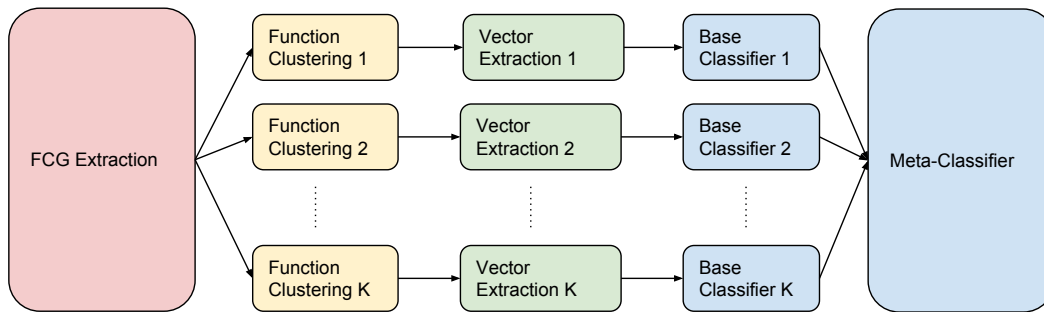 FCG Extraction
Function
Clustering 1
Vector
Extraction 1
Base
Classifier 1
Function
Clustering 2
Vector
Extraction 2
Base
Classifier 2
Function
Clustering K
Vector
Extraction K
Base
Classifier K
Meta-Classifier